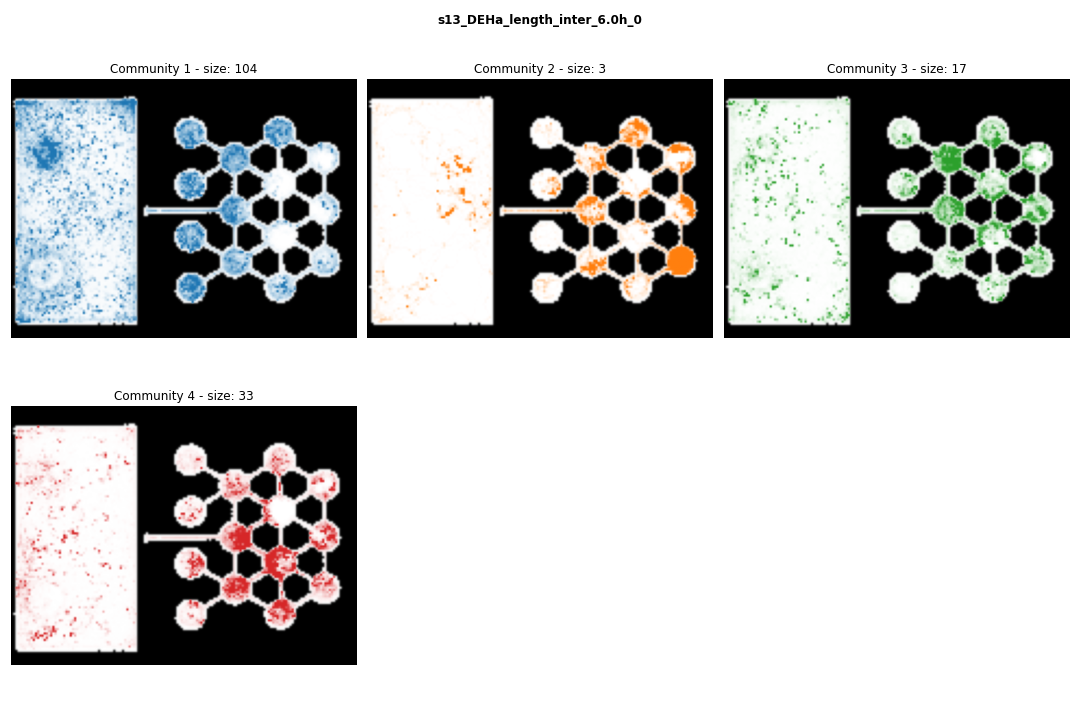 s13_DEHa_length_inter_6.0h_0
Community 1 - size: 104
Community 2 - size: 3
Community 3 - size: 17
Community 4 - size: 33